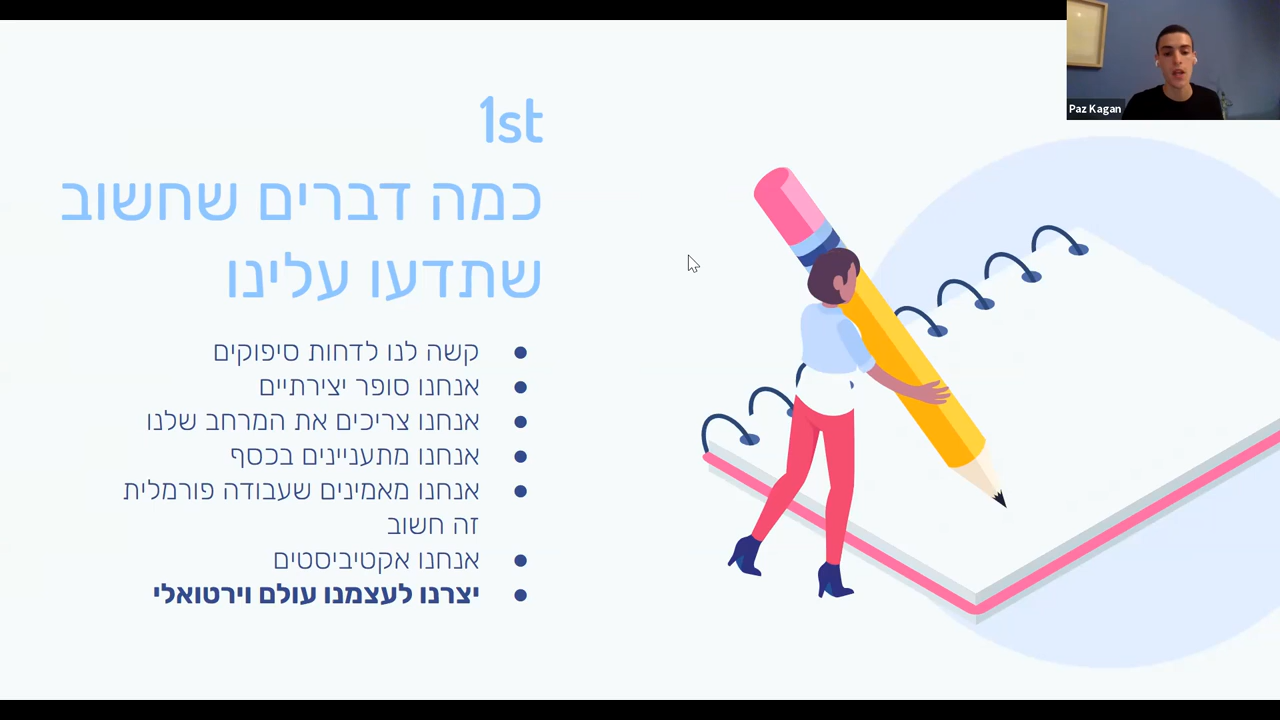 1st
כמה דברים שחשוב
שתדעו עלינו
● קשה לנו לדחות סיפוקים
● אנחנו סופר יצירתיים
● אנחנו צריכים את המרחב שלנו
● אנחנו מתעניינים בכסף
● אנחנו מאמינים שעבודה פורמלית
זה חשוב
● אנחנו אקטיביסטים
● יצרנו לעצמנו עולם וירטואלי
Paz Kagan